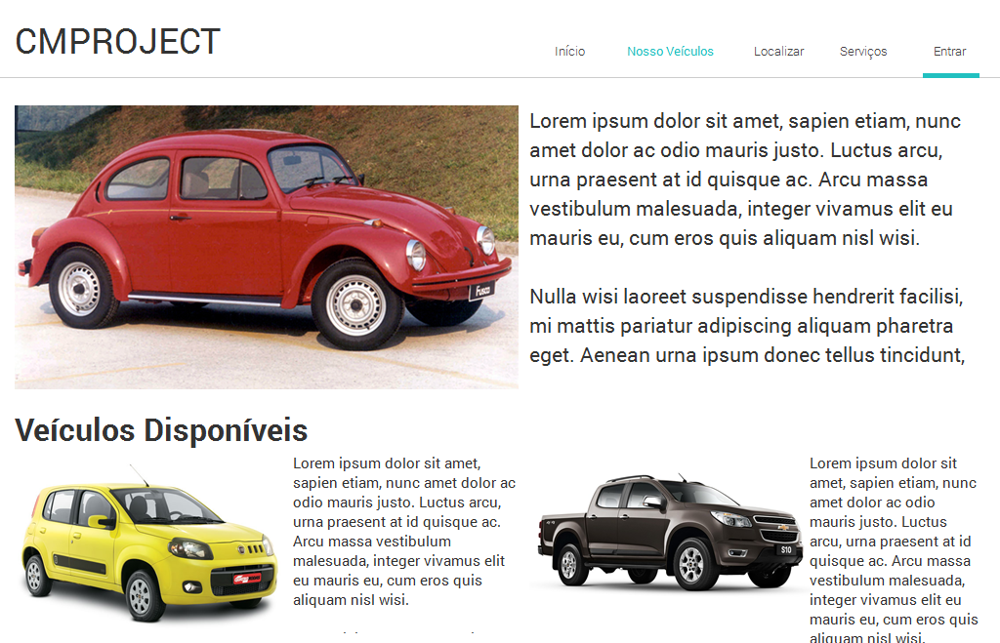 CMPROJECT
Início
Nosso Veículos
Localizar
Serviços
Entrar
Lorem ipsum dolor sit amet, sapien etiam, nunc
amet dolor ac odio mauris justo. Luctus arcu,
urna praesent at id quisque ac. Arcu massa
vestibulum malesuada, integer vivamus elit eu
mauris eu, cum eros quis aliquam nisl wisi.
Nulla wisi laoreet suspendisse hendrerit facilisi,
mi mattis pariatur adipiscing aliquam pharetra
eget. Aenean urna ipsum donec tellus tincidunt,
Fusca
Veículos Disponíveis
Lorem ipsum dolor sit amet,
sapien etiam, nunc amet dolor ac
odio mauris justo. Luctus arcu,
urna praesent at id quisque ac.
Arcu massa vestibulum
malesuada, integer vivamus elit
eu mauris eu, cum eros quis
aliquam nisl wisi.
S10
Lorem ipsum dolor sit
amet, sapien etiam, nunc
amet dolor ac odio
mauris justo. Luctus
arcu, urna praesent at id
quisque ac. Arcu massa
vestibulum malesuada,
integer vivamus elit eu
mauris eu, cum eros quis
aliquam nisl wisi.